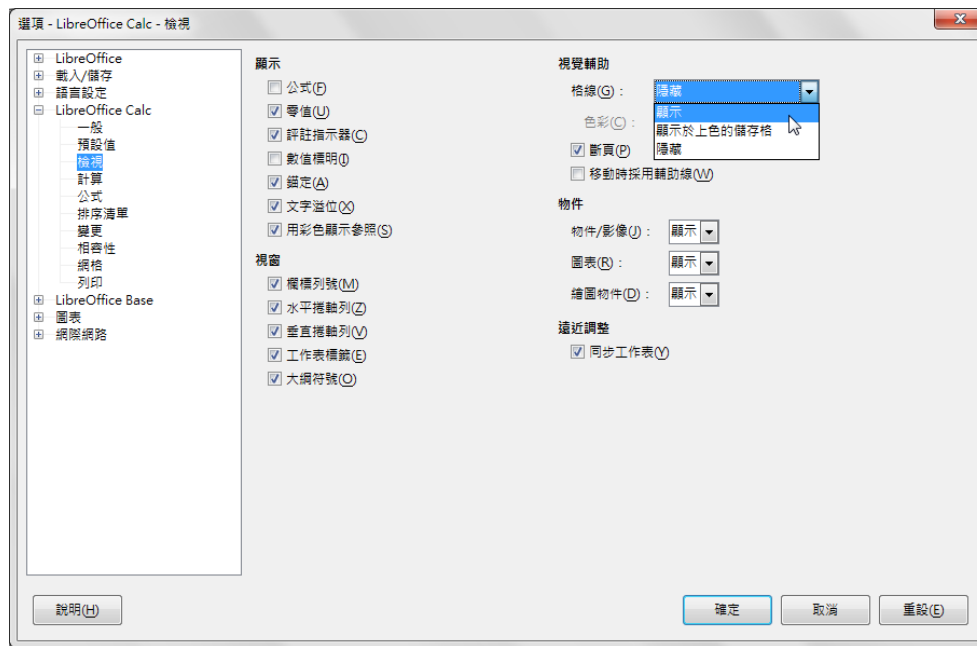 選項 - LibreOffice Calc - 檢視
LibreOffice
載入/儲存
語言設定
LibreOffice Calc
一般
預設值
檢視
計算
公式
排序清單
變更
相容性
網格
列印
LibreOffice Base
圖表
網際網路
顯示
公式(F)
零值(U)
評註指示器(C)
數值標明(I)
錨定(A)
文字溢位(X)
用彩色顯示參照(S)
視窗
欄標列號(M)
水平捲軸列(Z)
垂直捲軸列(V)
工作表標籤(E)
大綱符號(O)
視覺輔助
格線(G)： 隱藏
顯示
色彩(C)： 顯示於上色的儲存格
斷頁(P) 隱藏
移動時採用輔助線(W)
物件
物件/影像(J)： 顯示
圖表(R)： 顯示
繪圖物件(D)： 顯示
遠近調整
同步工作表(Y)
說明(H) 確定 取消 重設(E)